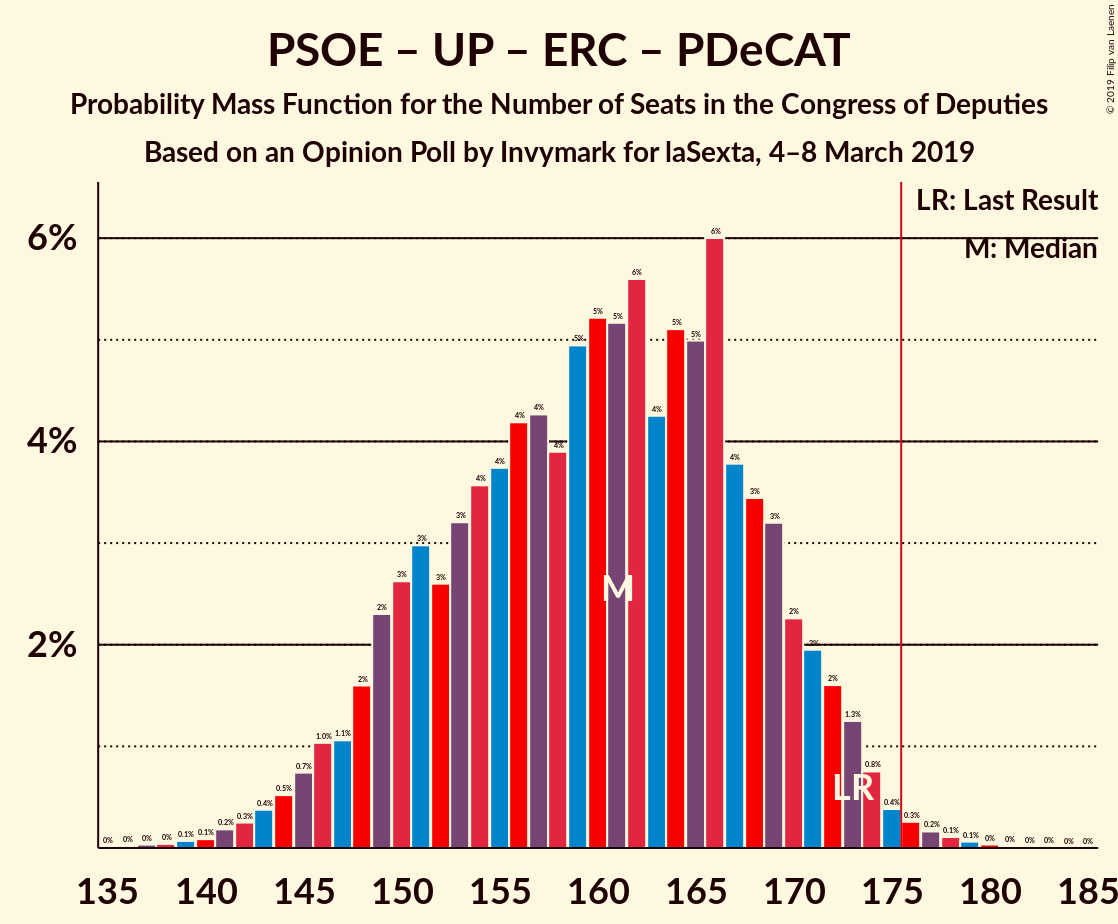 PSOE – UP – ERC – PDeCAT
Probability Mass Function for the Number of Seats in the Congress of Deputies
Based on an Opinion Poll by Invymark for laSexta, 4–8 March 2019
© 2019 Filip van Laenen
LR: Last Result
M: Median
6%
4%
2%
0% 0% 0% 0% 0.1% 0.1% 0.2% 0.3% 0.4% 0.5% 0.7% 1.0% 1.1% 2% 2% 3% 3% 3% 3% 4% 4% 4% 4% 4% 5% 5% 5% 6% 4% 5% 5% 6% 4% 3% 3% 2% 2% 2% 1.3% 0.8% 0.4% 0.3% 0.2% 0.1% 0.1% 0% 0% 0% 0% 0% 0%
M
LR
135 140 145 150 155 160 165 170 175 180 185